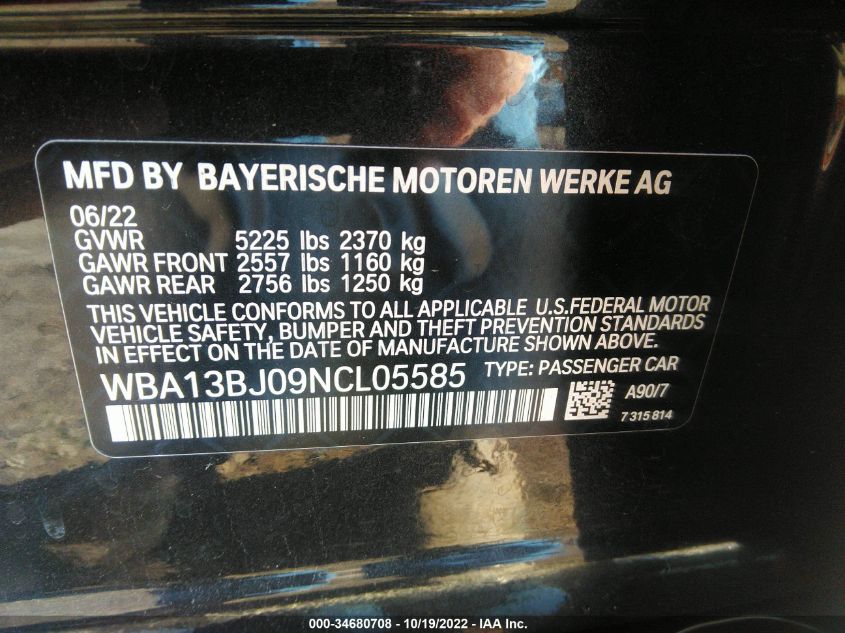 MFD BY BAYERISCHE MOTOREN WERKE AG
06/22
GVWR 5225 lbs 2370 kg
GAWR FRONT 2557 lbs 1160 kg
GAWR REAR 2756 lbs 1250 kg
THIS VEHICLE CONFORMS TO ALL APPLICABLE U.S.FEDERAL MOTOR
VEHICLE SAFETY, BUMPER AND THEFT PREVENTION STANDARDS
IN EFFECT ON THE DATE OF MANUFACTURE SHOWN ABOVE.
WBA13BJ09NCL05585 TYPE: PASSENGER CAR
A90/7
7 315 814
000-34680708 - 10/19/2022 - IAA Inc.